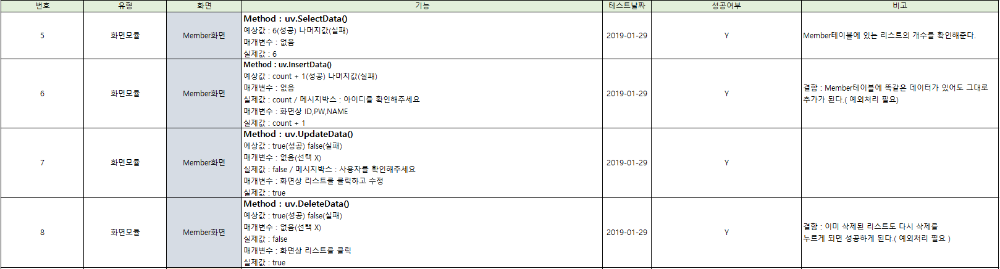 번호 유형 화면 기능 테스트날짜 성공여부 비고
5 화면모듈 Member화면
Method : uv.SelectData()
예상값 : 6(성공) 나머지값(실패)
매개변수 : 없음
실제값 : 6
2019-01-29 Y Member테이블에 있는 리스트의 개수를 확인해준다.
6 화면모듈 Member화면
Method : uv.InsertData()
예상값 : count + 1(성공) 나머지값(실패)
매개변수 : 없음
실제값 : count / 메시지박스 : 아이디를 확인해주세요
매개변수 : 화면상 ID,PW,NAME
실제값 : count + 1
2019-01-29 Y
결함 : Member테이블에 똑같은 데이터가 있어도 그대로
추가가 된다.( 예외처리 필요)
7 화면모듈 Member화면
Method : uv.UpdateData()
예상값 : true(성공) false(실패)
매개변수 : 없음(선택 X)
실제값 : false / 메시지박스 : 사용자를 확인해주세요
매개변수 : 화면상 리스트를 클릭하고 수정
실제값 : true
2019-01-29 Y
8 화면모듈 Member화면
Method : uv.DeleteData()
예상값 : true(성공) false(실패)
매개변수 : 없음(선택 X)
실제값 : false
매개변수 : 화면상 리스트를 클릭
실제값 : true
2019-01-29 Y
결함 : 이미 삭제된 리스트도 다시 삭제를
누르게 되면 성공하게 된다.( 예외처리 필요 )